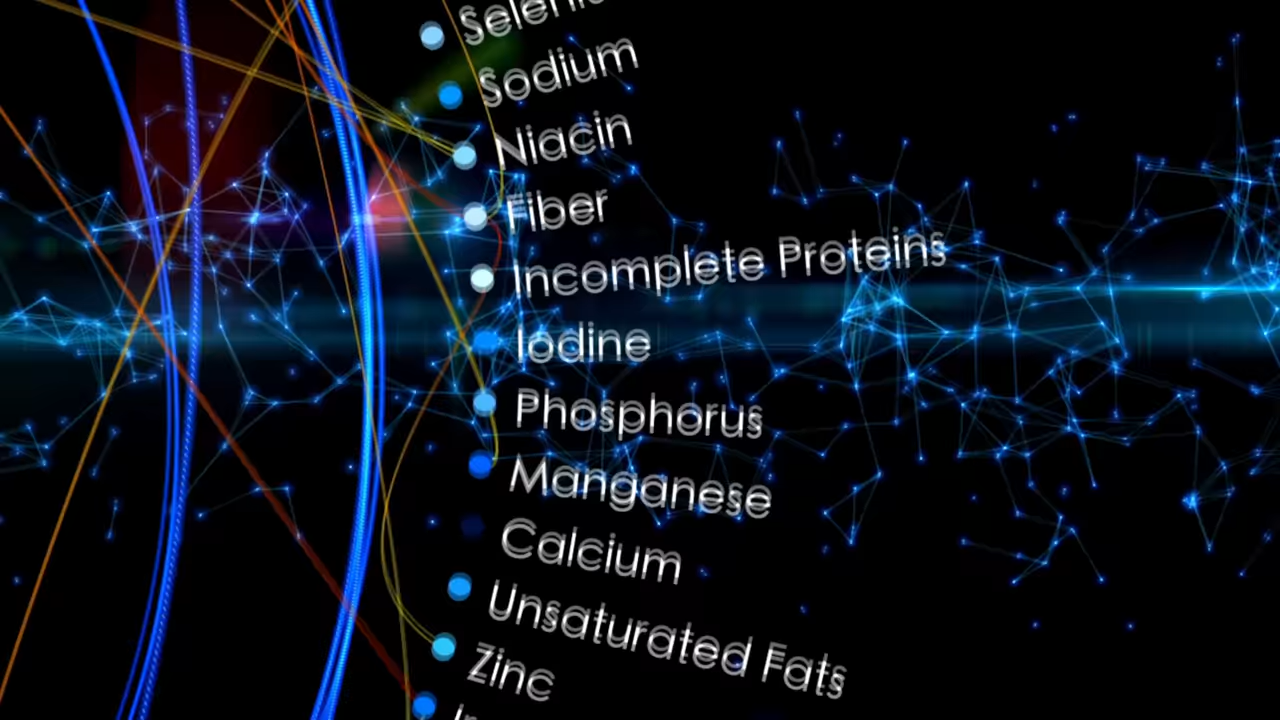 Sodium
Niacin
Fiber
Incomplete Proteins
Iodine
Phosphorus
Manganese
Calcium
Unsaturated Fats
Zinc